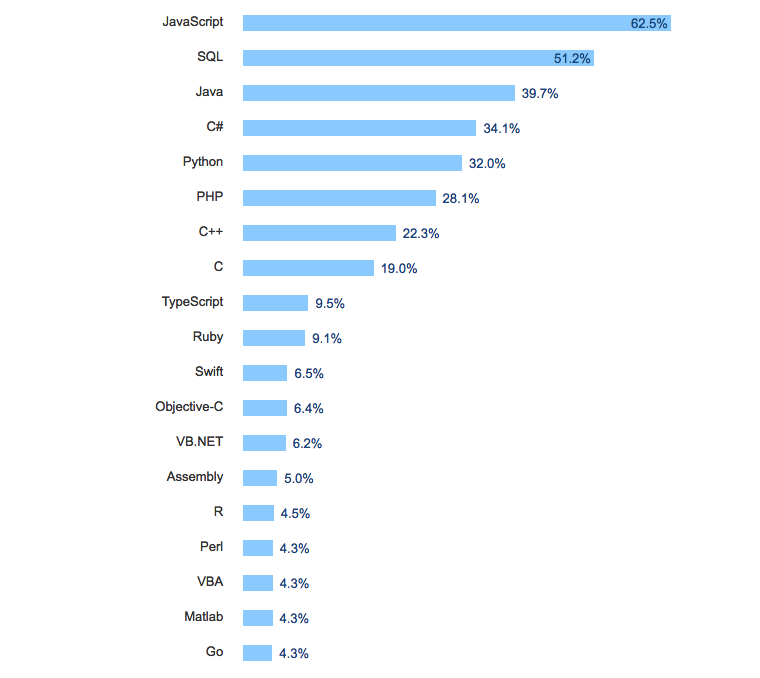 JavaScript 62.5%
SQL 51.2%
Java 39.7%
C# 34.1%
Python 32.0%
PHP 28.1%
C++ 22.3%
C 19.0%
TypeScript 9.5%
Ruby 9.1%
Swift 6.5%
Objective-C 6.4%
VB.NET 6.2%
Assembly 5.0%
R 4.5%
Perl 4.3%
VBA 4.3%
Matlab 4.3%
Go 4.3%